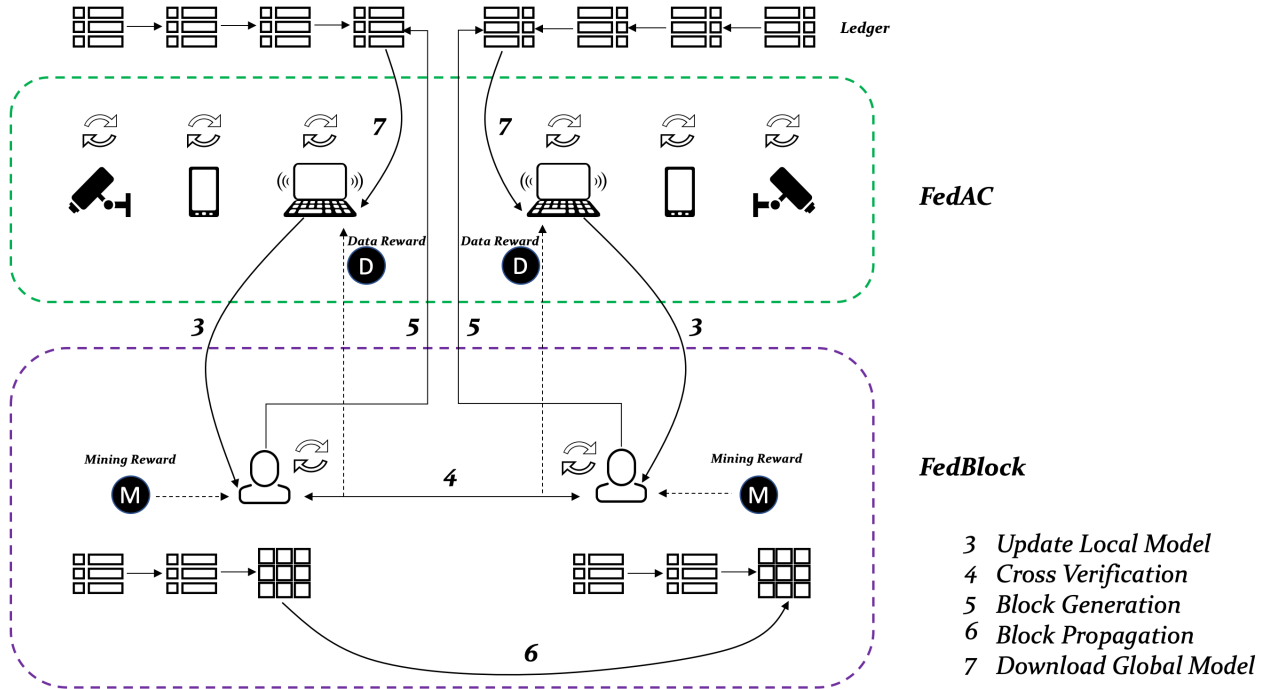 Ledger
7
7
FedAC
Data Reward
Data Reward
D
D
3
5
5
3
Mining Reward
4
Mining Reward
FedBlock
M
M
3 Update Local Model
4 Cross Verification
5 Block Generation
6 Block Propagation
7 Download Global Model
6